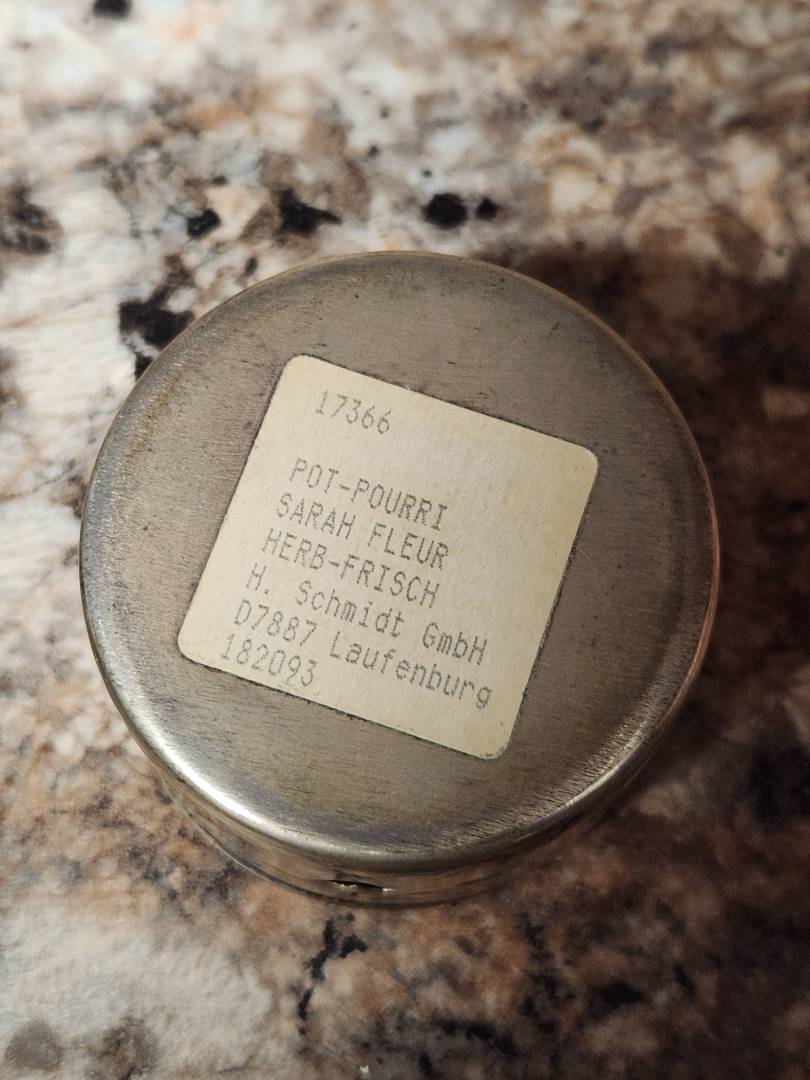 17366
POT-POURRI
SARAH FLEUR
HERB-FRISCH
H. Schmidt GmbH
D7887 Laufenburg
182093